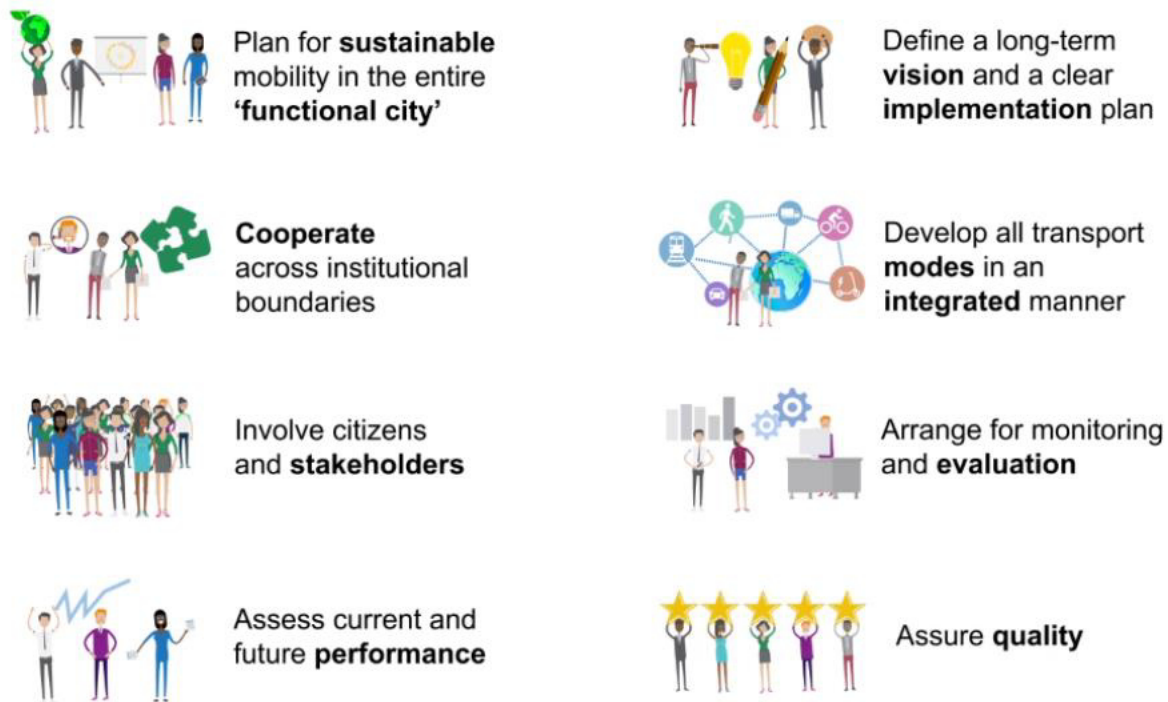 Plan for sustainable
mobility in the entire
‘functional city’
Cooperate
across institutional
boundaries
Involve citizens
and stakeholders
Assess current and
future performance
Define a long-term
vision and a clear
implementation plan
Develop all transport
modes in an
integrated manner
Arrange for monitoring
and evaluation
Assure quality